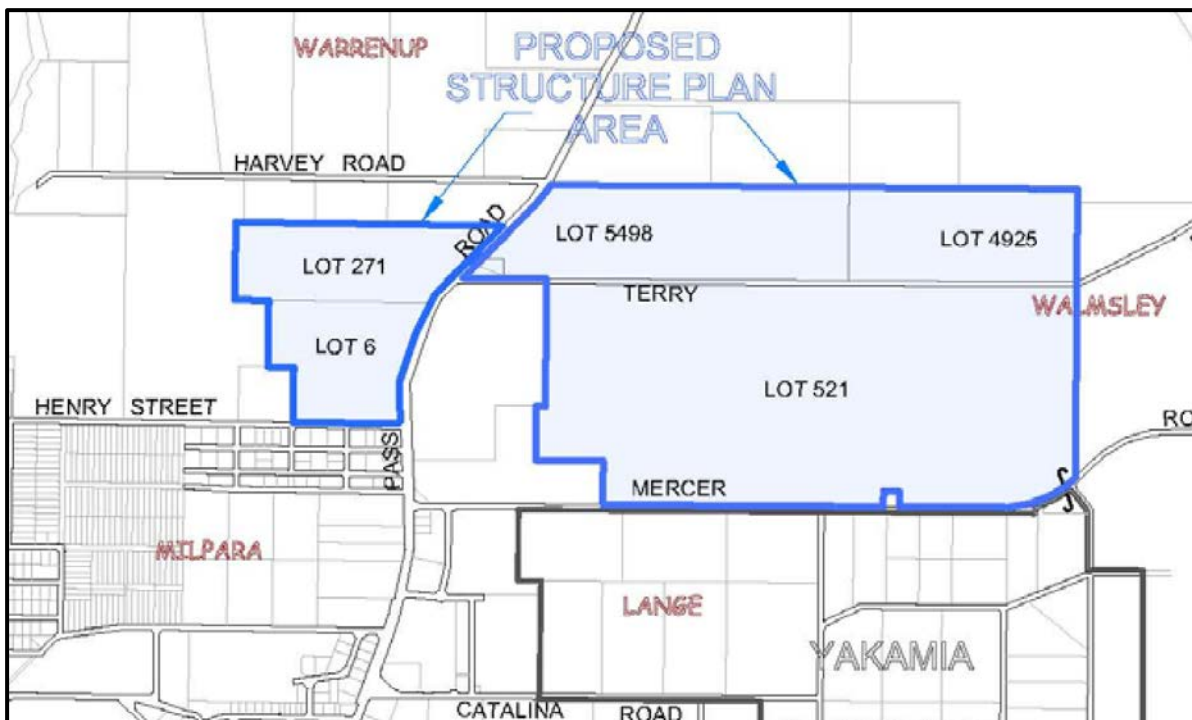 WARRENUP
PROPOSED
STRUCTURE PLAN
AREA
HARVEY ROAD
ROAD
LOT 5498
LOT 4925
LOT 271
TERRY
WALMSLEY
LOT 6
LOT 521
HENRY STREET
RO
PASS
MERCER
MILPARA
LANGE
YAKAMIA
CATALINA ROAD